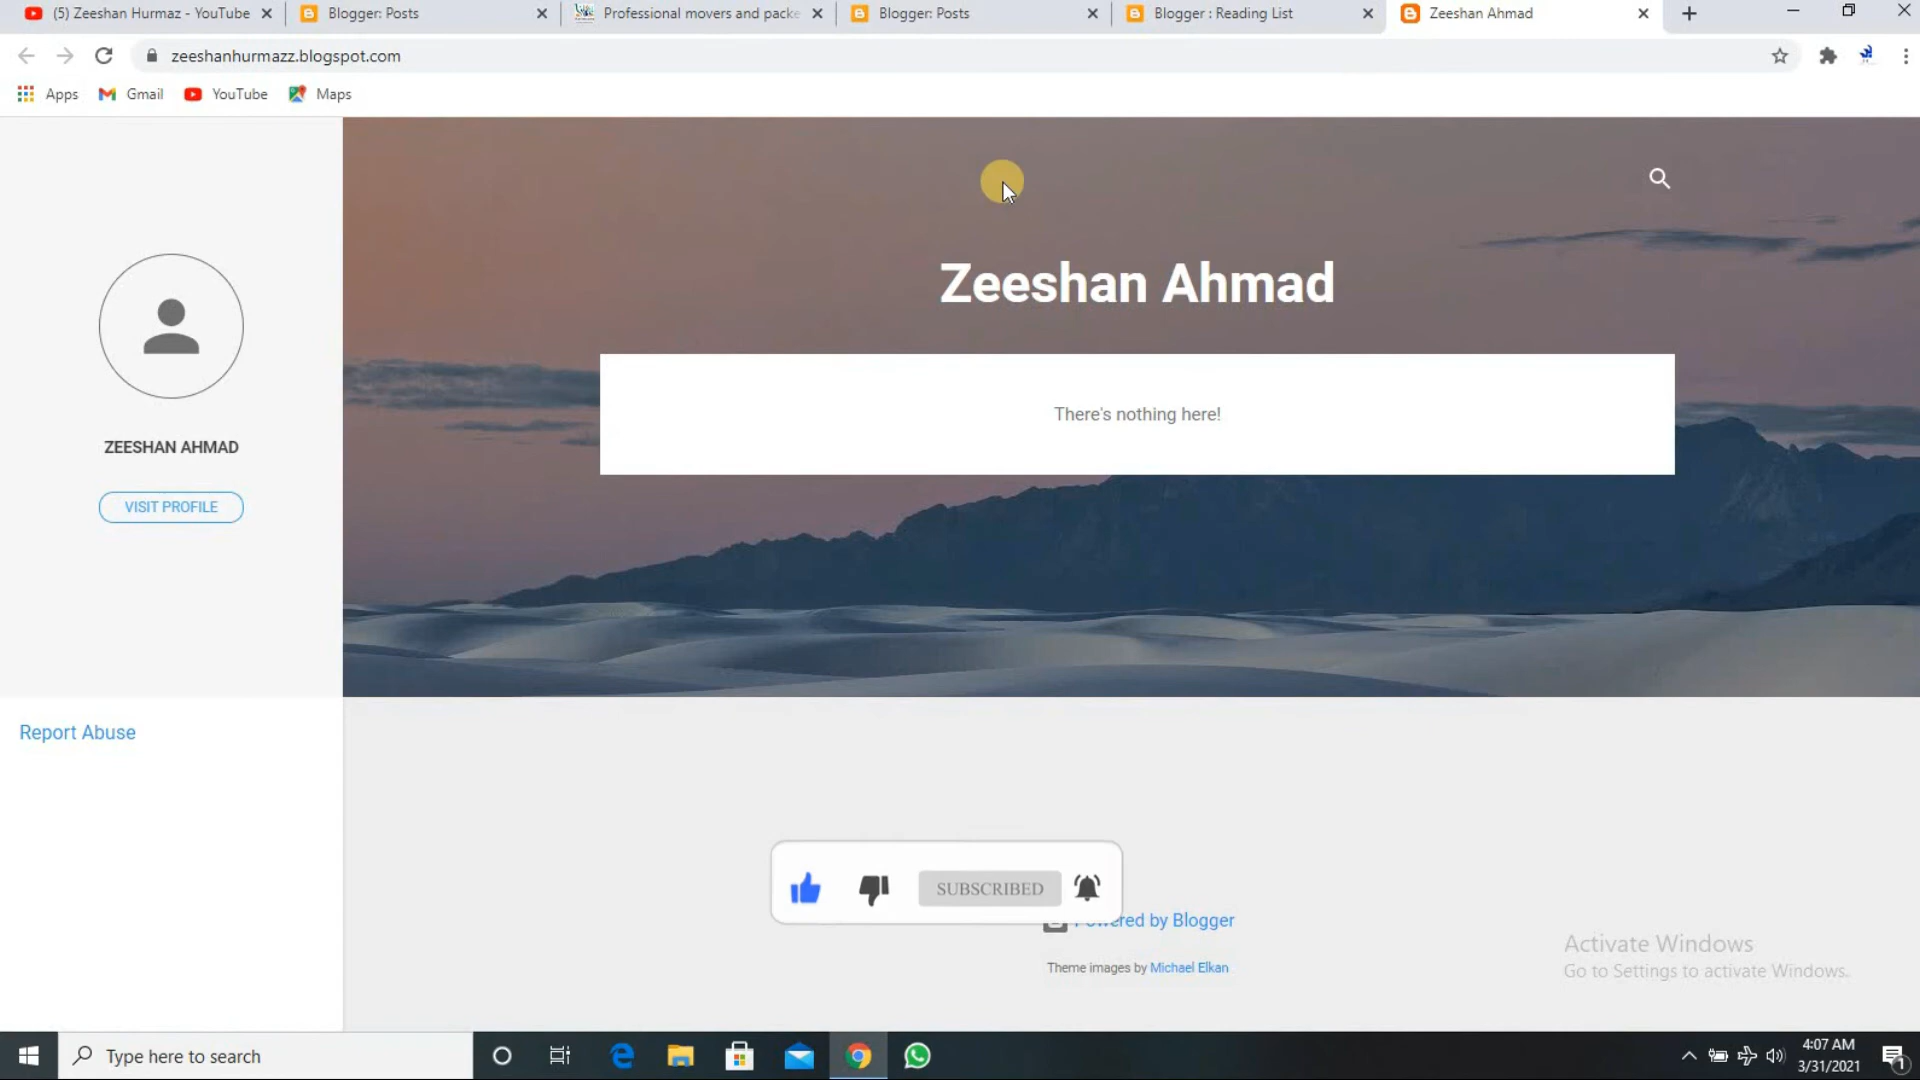 (5) Zeeshan Hurmaz - YouTube
Blogger: Posts
Professional movers and packe
Blogger: Posts
Blogger : Reading List
Zeeshan Ahmad
zeeshanhurmazz.blogspot.com
Apps
Gmail
YouTube
Maps
Zeeshan Ahmad
There's nothing here!
ZEESHAN AHMAD
VISIT PROFILE
Report Abuse
SUBSCRIBED
Powered by Blogger
Theme images by Michael Elkan
Activate Windows
Go to Settings to activate Windows.
Type here to search
4:07 AM
3/31/2021
1